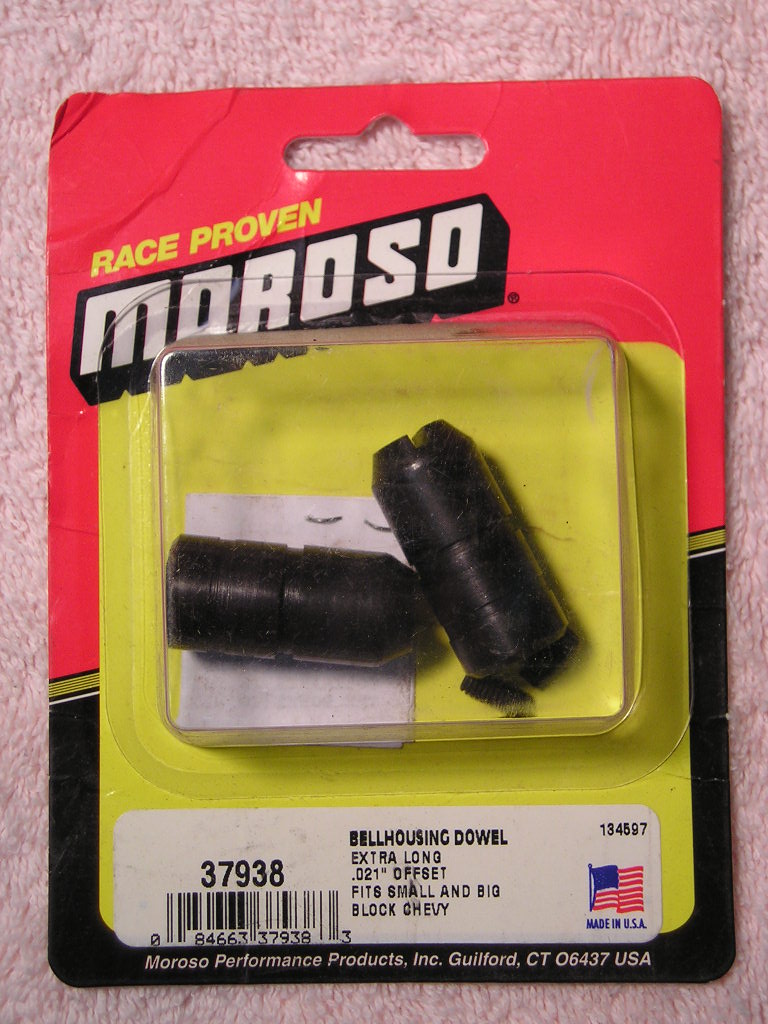 RACE PROVEN
MOROSO®
BELLHOUSING DOWEL
134597
37938
EXTRA LONG
.021" OFFSET
FITS SMALL AND BIG
BLOCK CHEVY
0 84663 37938 3
MADE IN U.S.A.
Moroso Performance Products, Inc. Guilford, CT 06437 USA